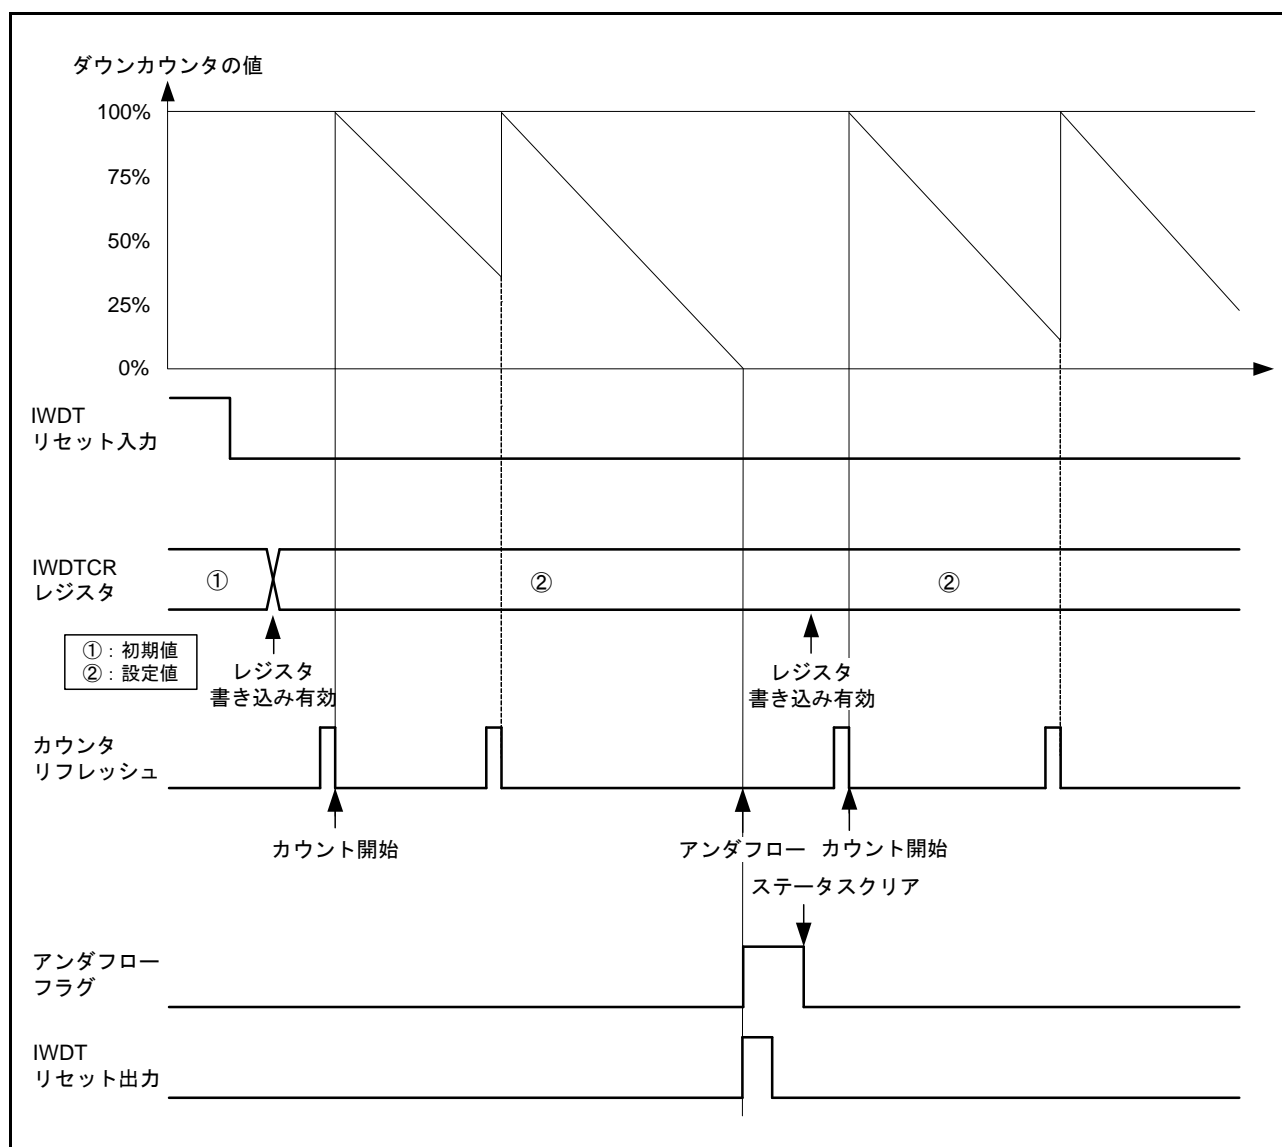 ダウンカウンタの値
100%
75%
50%
25%
0%
IWDT
リセット入力
IWDTCR
レジスタ
①
②
②
①：初期値
②：設定値
レジスタ
書き込み有効
レジスタ
書き込み有効
カウンタ
リフレッシュ
カウント開始
アンダフロー
カウント開始
ステータスクリア
アンダフロー
フラグ
IWDT
リセット出力